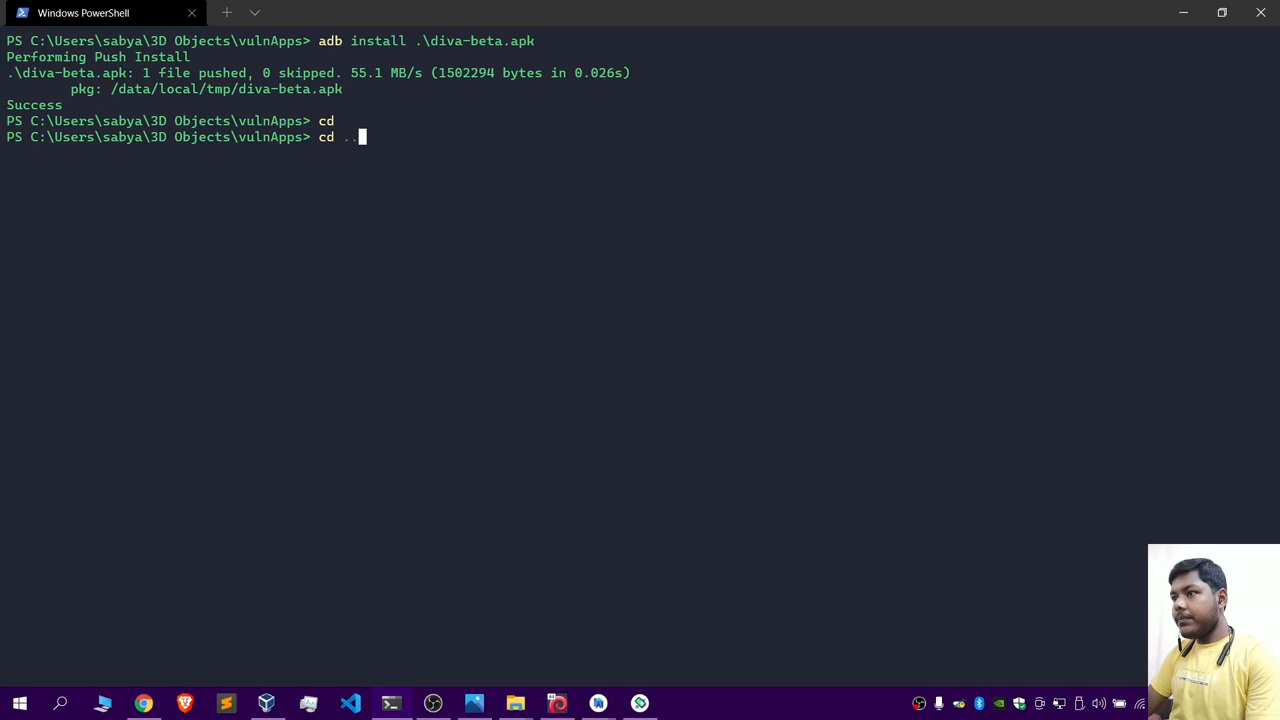 Windows PowerShell
PS C:\Users\sabya\3D Objects\vulnApps> adb install .\diva-beta.apk
Performing Push Install
.\diva-beta.apk: 1 file pushed, 0 skipped. 55.1 MB/s (1502294 bytes in 0.026s)
        pkg: /data/local/tmp/diva-beta.apk
Success
PS C:\Users\sabya\3D Objects\vulnApps> cd
PS C:\Users\sabya\3D Objects\vulnApps> cd ..